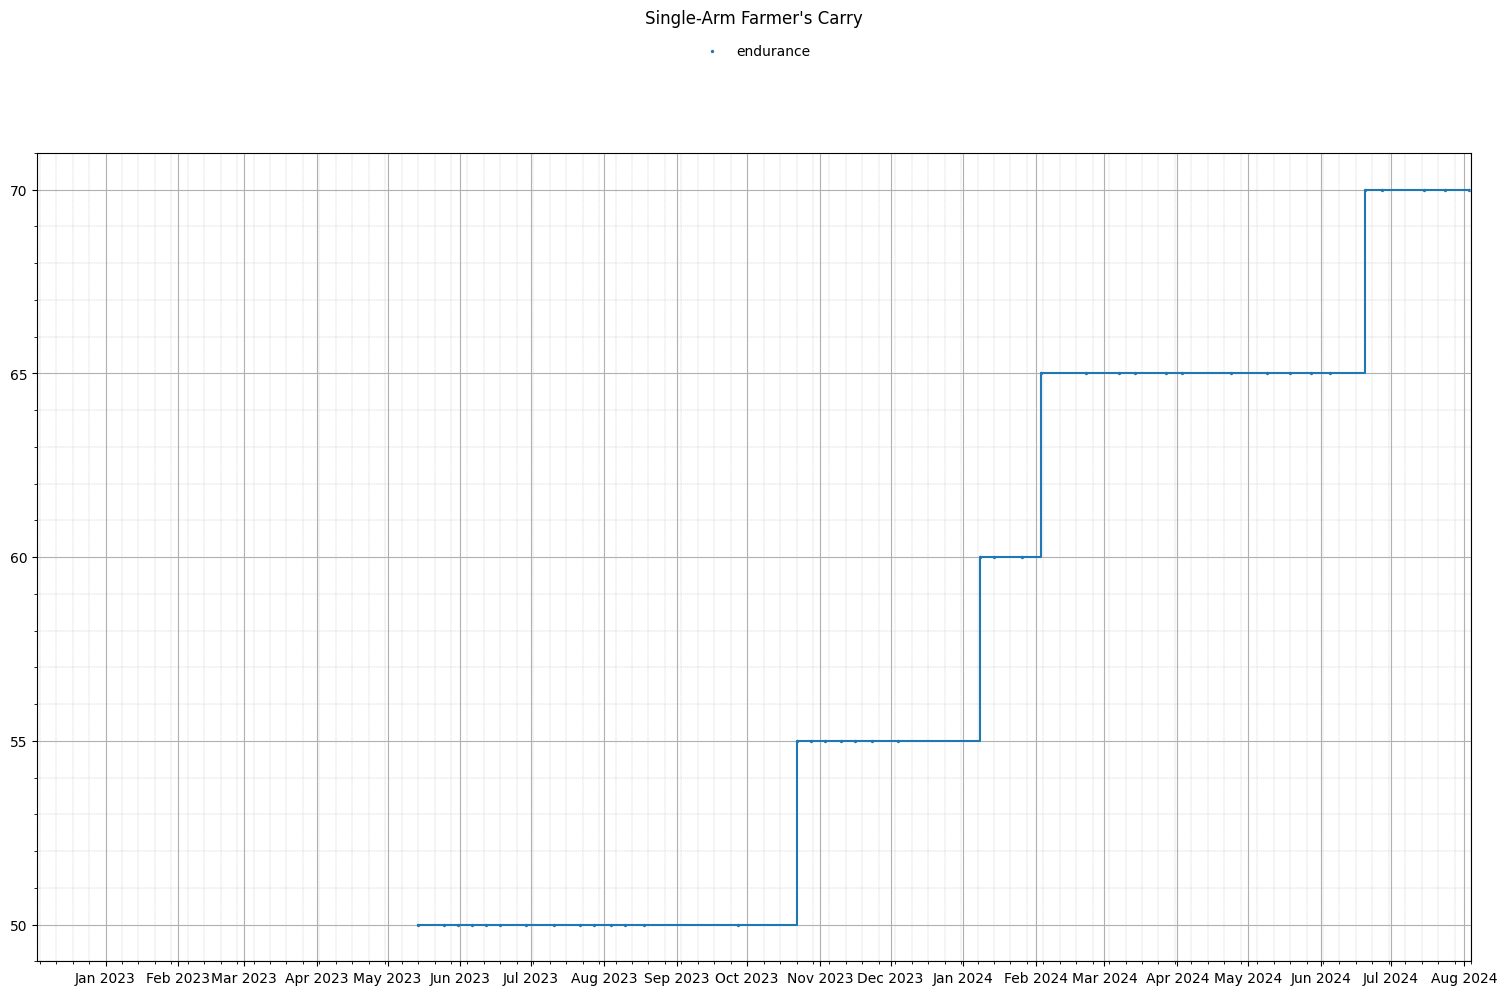 Single-Arm Farmer's Carry
endurance
70
65
60
55
50
Jan 2023 Feb 2023 Mar 2023 Apr 2023 May 2023 Jun 2023 Jul 2023 Aug 2023 Sep 2023 Oct 2023 Nov 2023 Dec 2023 Jan 2024 Feb 2024 Mar 2024 Apr 2024 May 2024 Jun 2024 Jul 2024 Aug 2024